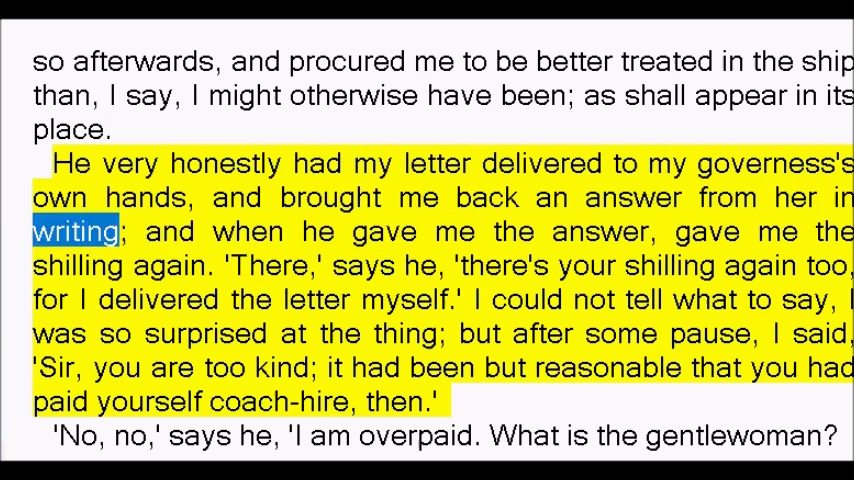 so afterwards, and procured me to be better treated in the ship
than, I say, I might otherwise have been; as shall appear in its
place.
He very honestly had my letter delivered to my governess's
own hands, and brought me back an answer from her in
writing; and when he gave me the answer, gave me the
shilling again. 'There,' says he, 'there's your shilling again too,
for I delivered the letter myself.' I could not tell what to say, I
was so surprised at the thing; but after some pause, I said,
'Sir, you are too kind; it had been but reasonable that you had
paid yourself coach-hire, then.'
'No, no,' says he, 'I am overpaid. What is the gentlewoman?